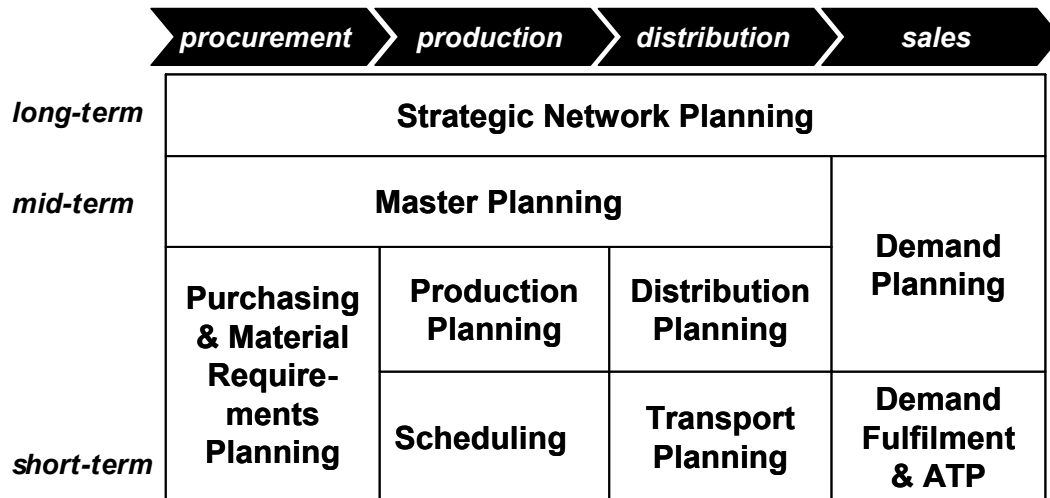 procurement production distribution sales
long-term
Strategic Network Planning
mid-term
Master Planning
Demand
Planning
Purchasing
& Material
Require-
ments
Planning
Production
Planning
Distribution
Planning
short-term
Scheduling
Transport
Planning
Demand
Fulfilment
& ATP